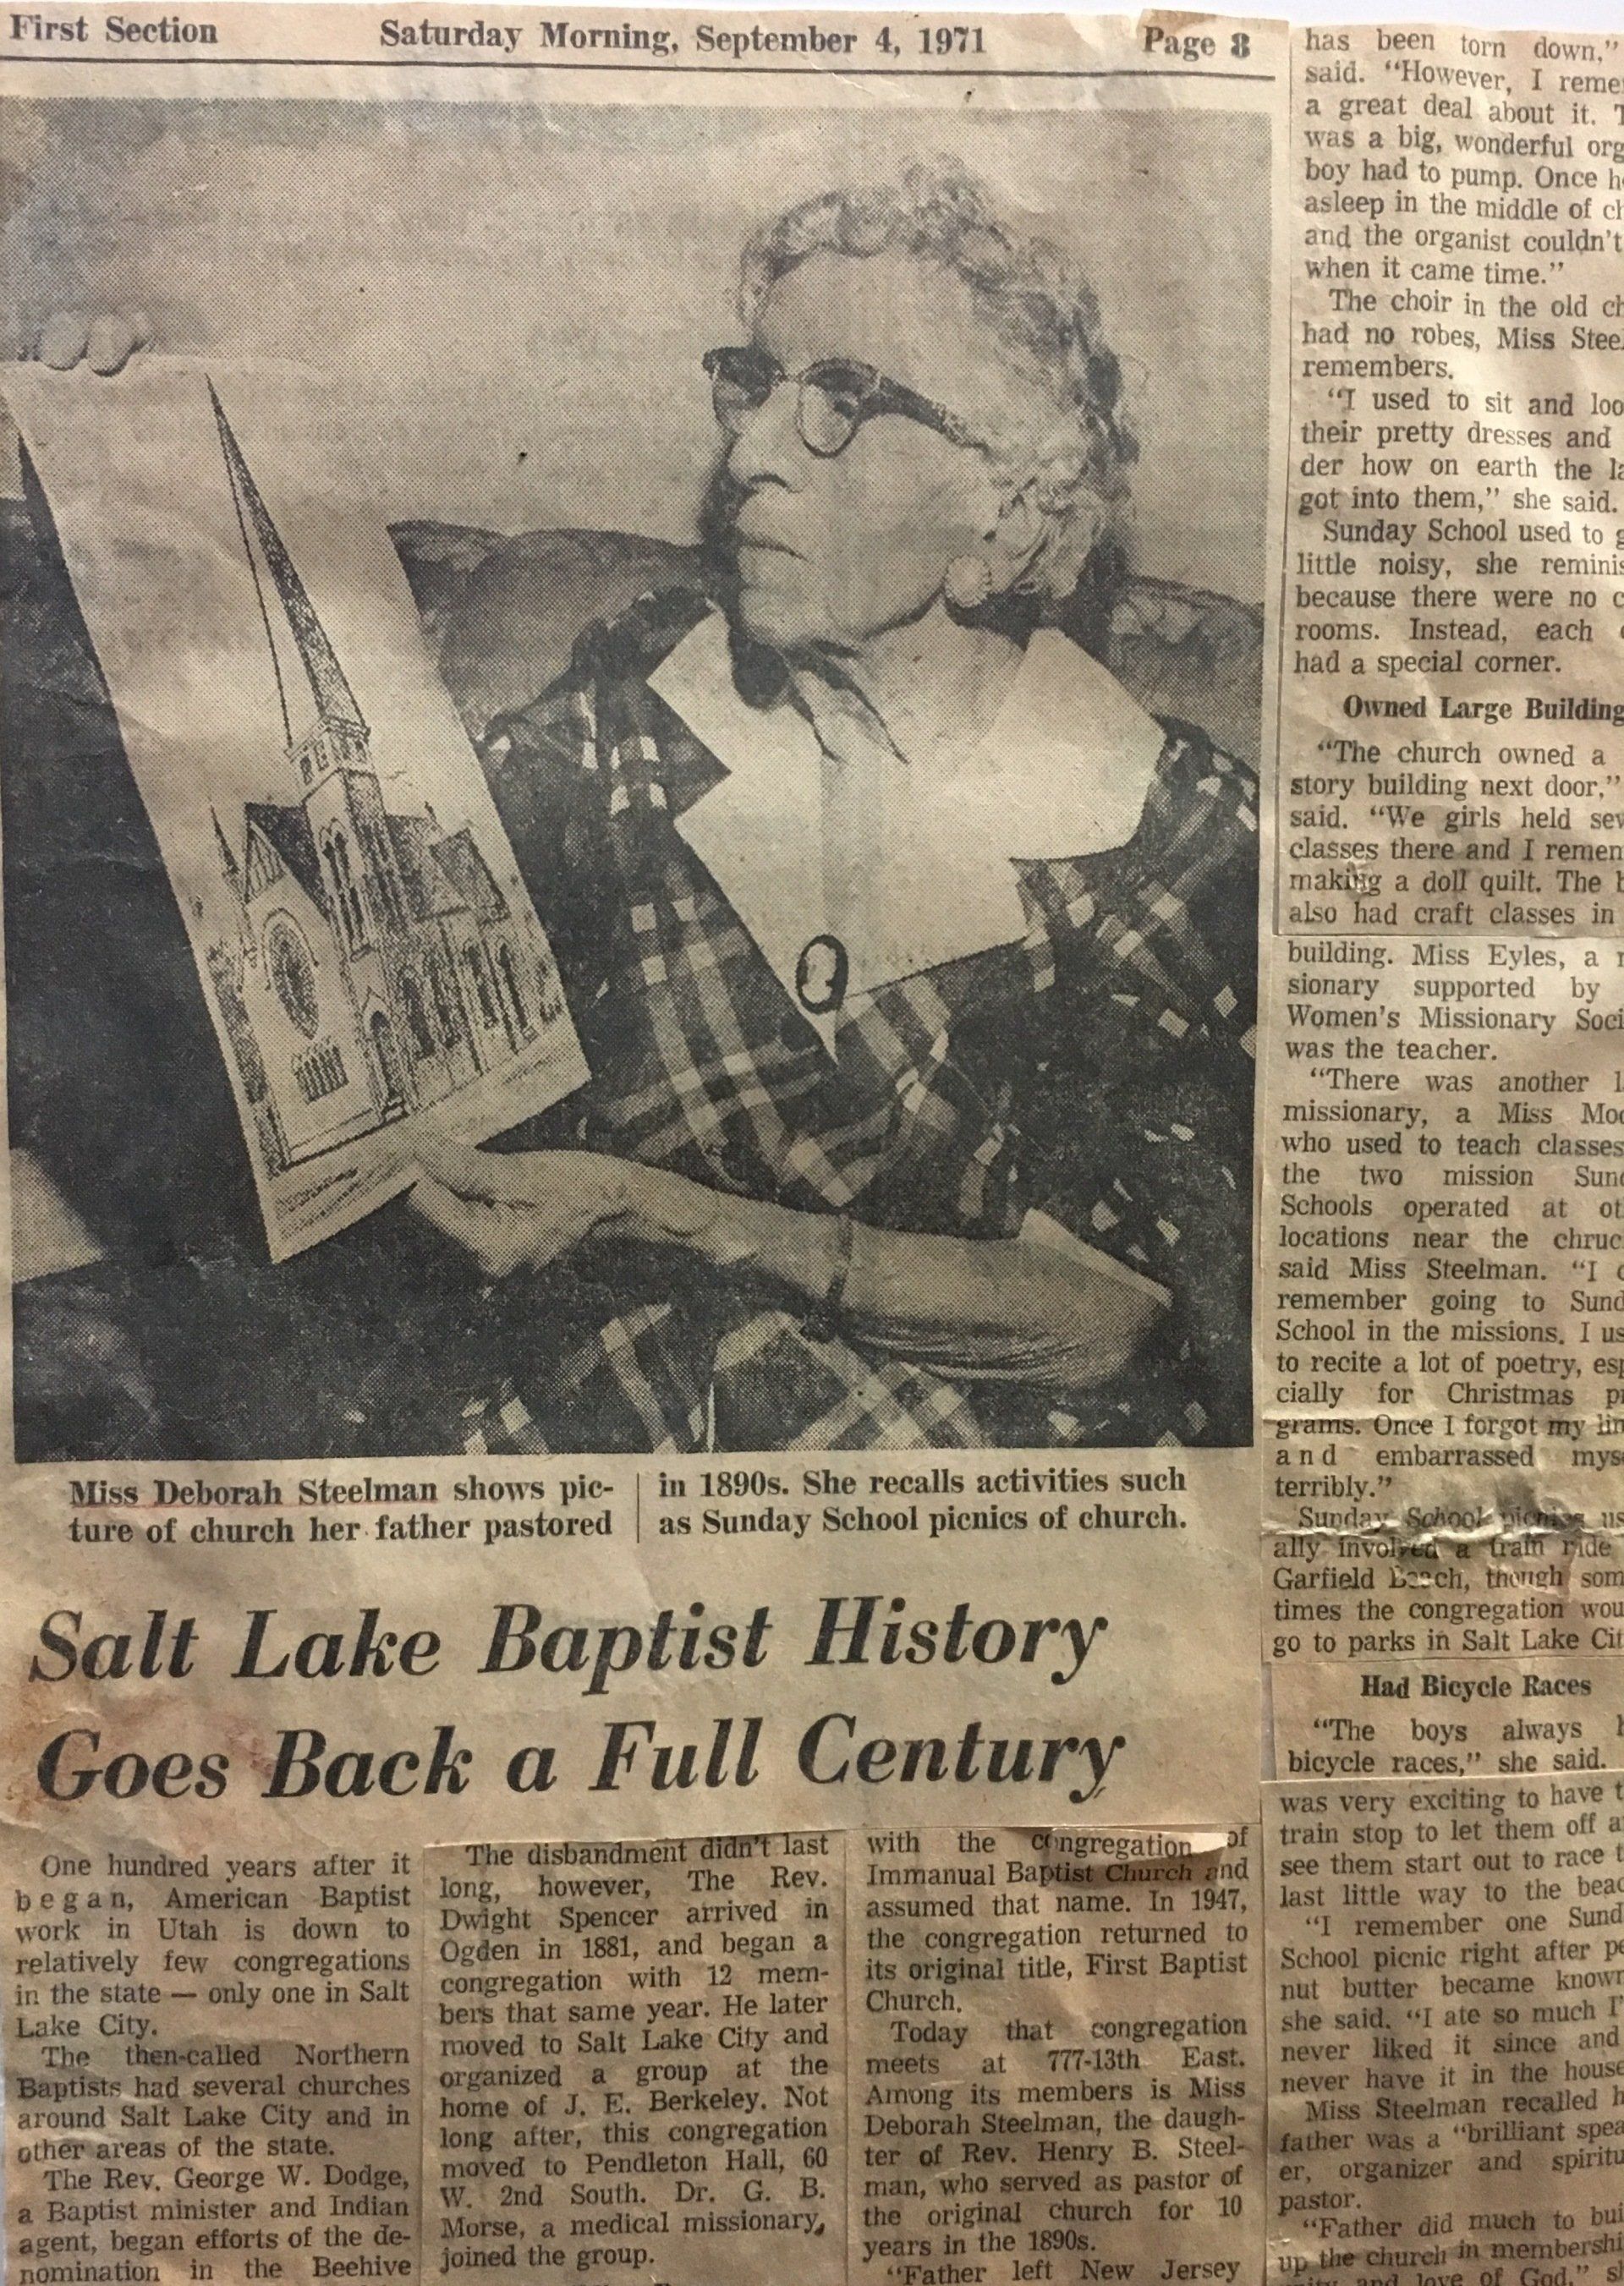 First Section
Saturday Morning, September 4, 1971
Page 8
Miss Deborah Steelman shows pic-
ture of church her father pastored
in 1890s. She recalls activities such
as Sunday School picnics of church.
Salt Lake Baptist History
Goes Back a Full Century
One hundred years after it
began, American Baptist
work in Utah is down to
relatively few congregations
in the state — only one in Salt
Lake City.
The then-called Northern
Baptists had several churches
around Salt Lake City and in
other areas of the state.
The Rev. George W. Dodge,
a Baptist minister and Indian
agent, began efforts of the de-
nomination in the Beehive
The disbandment didn't last
long, however, The Rev.
Dwight Spencer arrived in
Ogden in 1881, and began a
congregation with 12 mem-
bers that same year. He later
moved to Salt Lake City and
organized a group at the
home of J. E. Berkeley. Not
long after, this congregation
moved to Pendleton Hall, 60
W. 2nd South. Dr. G. B.
Morse, a medical missionary,
joined the group.
with the congregation of
Immanual Baptist Church and
assumed that name. In 1947,
the congregation returned to
its original title, First Baptist
Church.
Today that congregation
meets at 777-13th East.
Among its members is Miss
Deborah Steelman, the daugh-
ter of Rev. Henry B. Steel-
man, who served as pastor of
the original church for 10
years in the 1890s.
"Father left New Jersey
has been torn down,"
said. "However, I
a great deal about it.
was a big, wonderful
boy had to pump. Once
asleep in the middle of
and the organist couldn't
when it came time."
The choir in the old
had no robes, Miss
remembers.
"I used to sit and
their pretty dresses and
der how on earth the
got into them," she said.
Sunday School used to
little noisy, she
because there were no
rooms. Instead, each
had a special corner.
Owned Large Building
"The church owned a
story building next door,"
said. "We girls held
classes there and I
making a doll quilt. The
also had craft classes in
building. Miss Eyles, a
sionary supported by
Women's Missionary
was the teacher.
"There was another
missionary, a Miss
who used to teach classes
the two mission
Schools operated at
locations near the
said Miss Steelman. "I
remember going to
School in the missions. I
to recite a lot of poetry,
cially for Christmas
grams. Once I forgot my
and embarrassed
terribly."
Sunday School picnics
ally involved a train ride
Garfield Beach, though
times the congregation
go to parks in Salt Lake
Had Bicycle Races
"The boys always
bicycle races," she said.
was very exciting to have
train stop to let them off
see them start out to race
last little way to the
"I remember one
School picnic right after
nut butter became
she said. "I ate so much
never liked it since and
never have it in the
Miss Steelman recalled
father was a "brilliant
er, organizer and
pastor.
"Father did much to
up the church in
and love of God,"